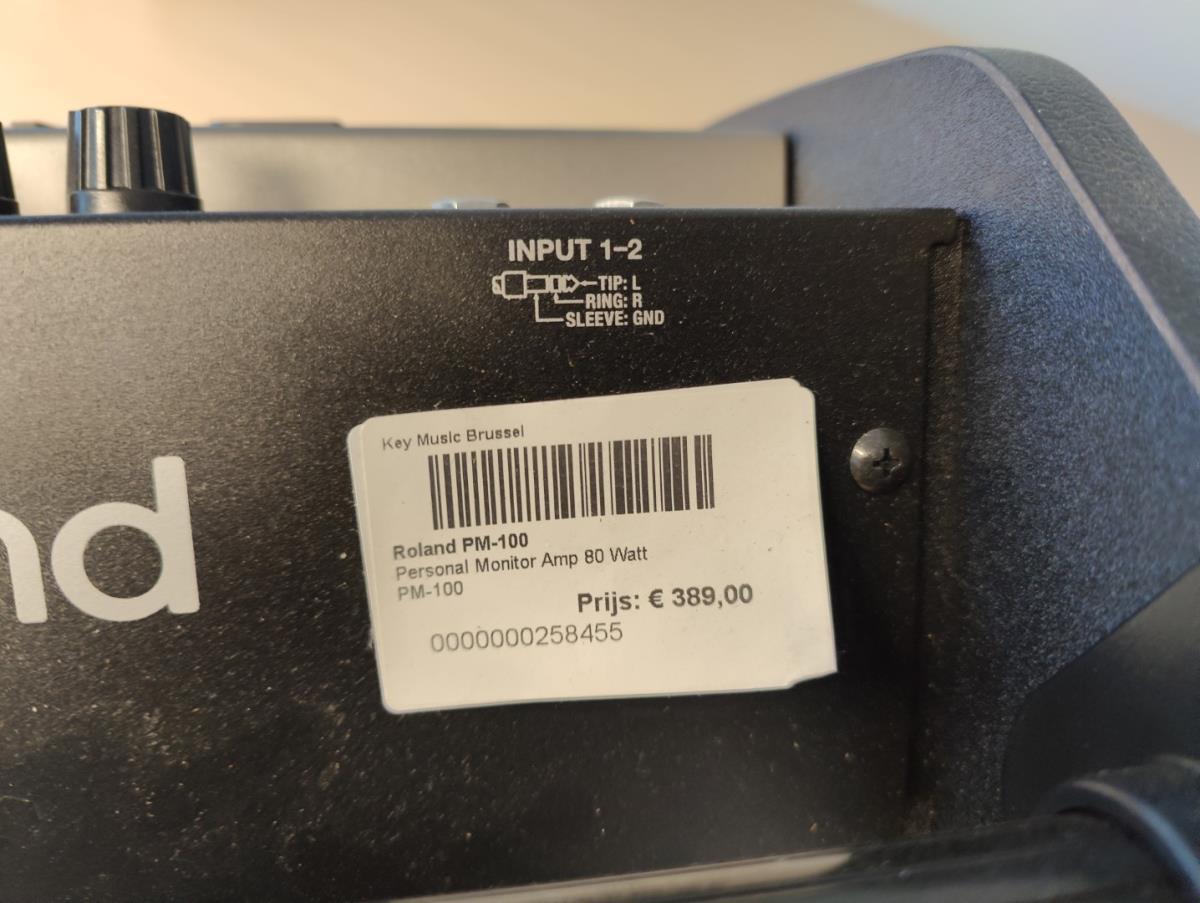 INPUT 1–2
TIP: L
RING: R
SLEEVE: GND
nd
Key Music Brussel
Roland PM-100
Personal Monitor Amp 80 Watt
PM-100
Prijs: € 389,00
0000000258455